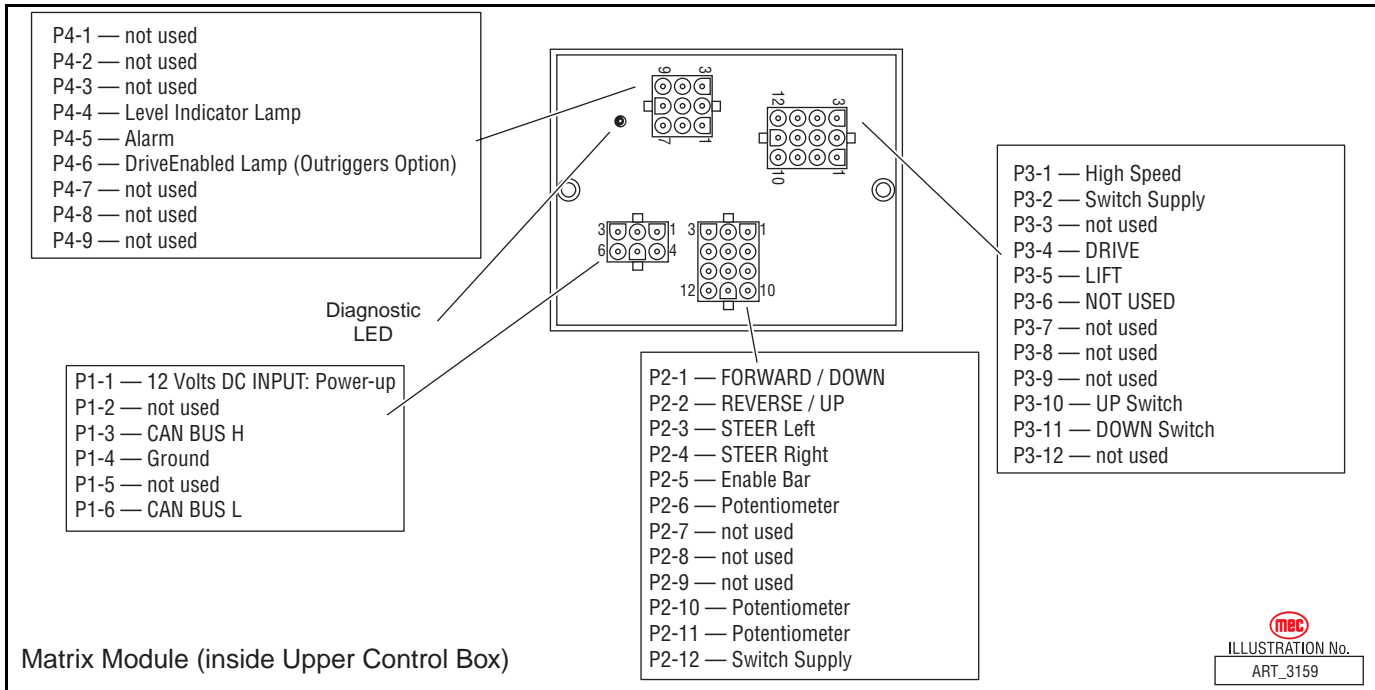 P4-1 — not used
P4-2 — not used
P4-3 — not used
P4-4 — Level Indicator Lamp
P4-5 — Alarm
P4-6 — DriveEnabled Lamp (Outriggers Option)
P4-7 — not used
P4-8 — not used
P4-9 — not used
9 3
7 1
12 3
10 1
3 1
6 4
3 1
12 10
Diagnostic
LED
P3-1 — High Speed
P3-2 — Switch Supply
P3-3 — not used
P3-4 — DRIVE
P3-5 — LIFT
P3-6 — NOT USED
P3-7 — not used
P3-8 — not used
P3-9 — not used
P3-10 — UP Switch
P3-11 — DOWN Switch
P3-12 — not used
P1-1 — 12 Volts DC INPUT: Power-up
P1-2 — not used
P1-3 — CAN BUS H
P1-4 — Ground
P1-5 — not used
P1-6 — CAN BUS L
P2-1 — FORWARD / DOWN
P2-2 — REVERSE / UP
P2-3 — STEER Left
P2-4 — STEER Right
P2-5 — Enable Bar
P2-6 — Potentiometer
P2-7 — not used
P2-8 — not used
P2-9 — not used
P2-10 — Potentiometer
P2-11 — Potentiometer
P2-12 — Switch Supply
Matrix Module (inside Upper Control Box)
mec
ILLUSTRATION No.
ART_3159